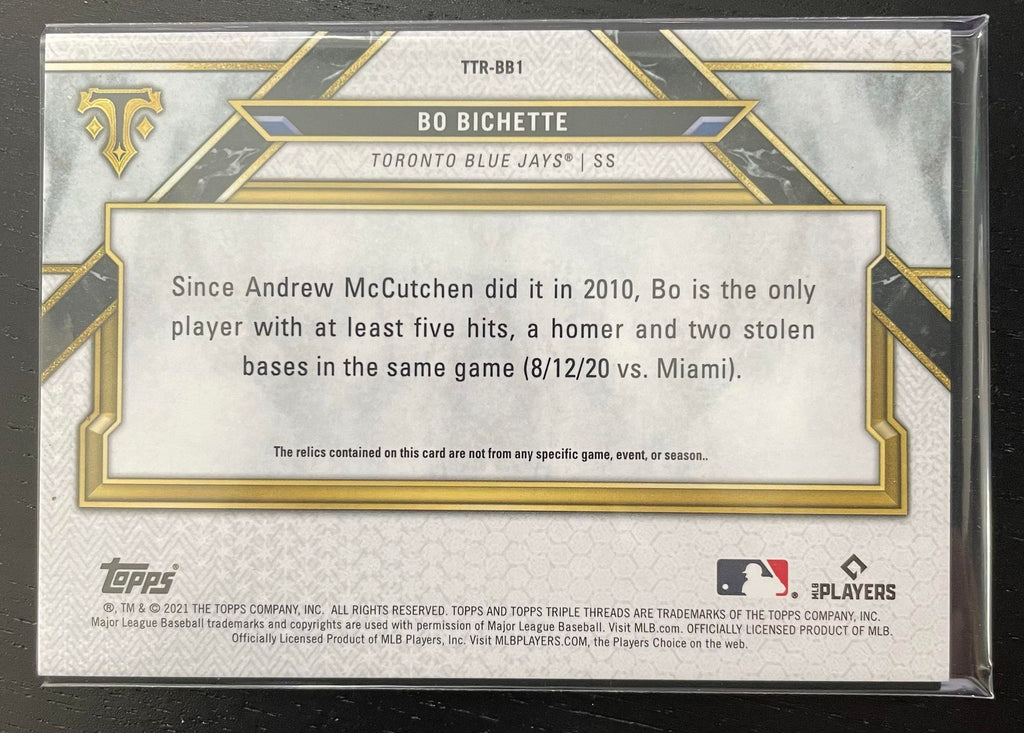 TTR-BB1
BO BICHETTE
TORONTO BLUE JAYS® | SS
Since Andrew McCutchen did it in 2010, Bo is the only
player with at least five hits, a homer and two stolen
bases in the same game (8/12/20 vs. Miami).
The relics contained on this card are not from any specific game, event, or season..
topps®
MLB PLAYERS
®, TM & © 2021 THE TOPPS COMPANY, INC. ALL RIGHTS RESERVED. TOPPS AND TOPPS TRIPLE THREADS ARE TRADEMARKS OF THE TOPPS COMPANY, INC.
Major League Baseball trademarks and copyrights are used with permission of Major League Baseball. Visit MLB.com. OFFICIALLY LICENSED PRODUCT OF MLB.
Officially Licensed Product of MLB Players, Inc. Visit MLBPLAYERS.COM, the Players Choice on the web.